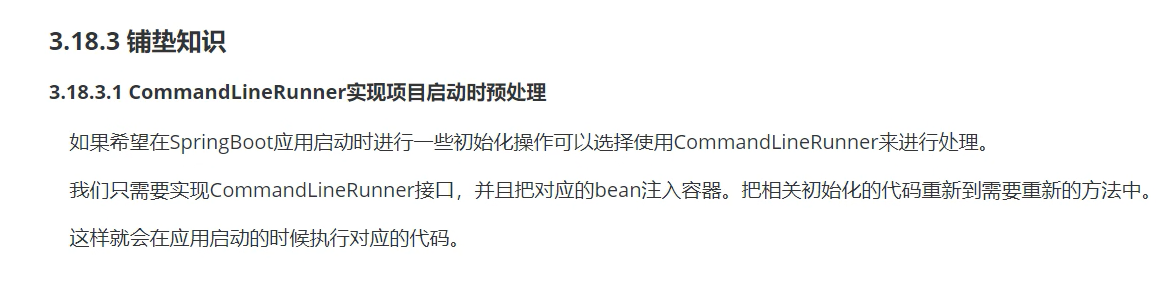 3.18.3 铺垫知识
3.18.3.1 CommandLineRunner实现项目启动时预处理
如果希望在SpringBoot应用启动时进行一些初始化操作可以选择使用CommandLineRunner来进行处理。
我们只需要实现CommandLineRunner接口，并且把对应的bean注入容器。把相关初始化的代码重新到需要重新的方法中。
这样就会在应用启动的时候执行对应的代码。